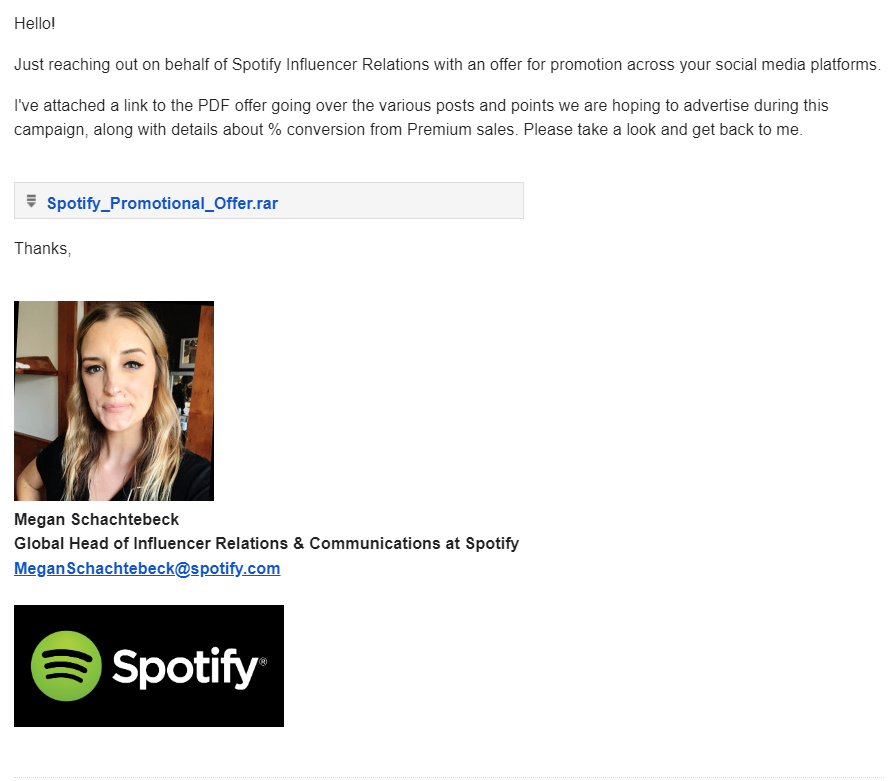 Hello!
Just reaching out on behalf of Spotify Influencer Relations with an offer for promotion across your social media platforms.
I've attached a link to the PDF offer going over the various posts and points we are hoping to advertise during this
campaign, along with details about % conversion from Premium sales. Please take a look and get back to me.
Spotify_Promotional_Offer.rar
Thanks,
Megan Schachtebeck
Global Head of Influencer Relations & Communications at Spotify
MeganSchachtebeck@spotify.com
Spotify®